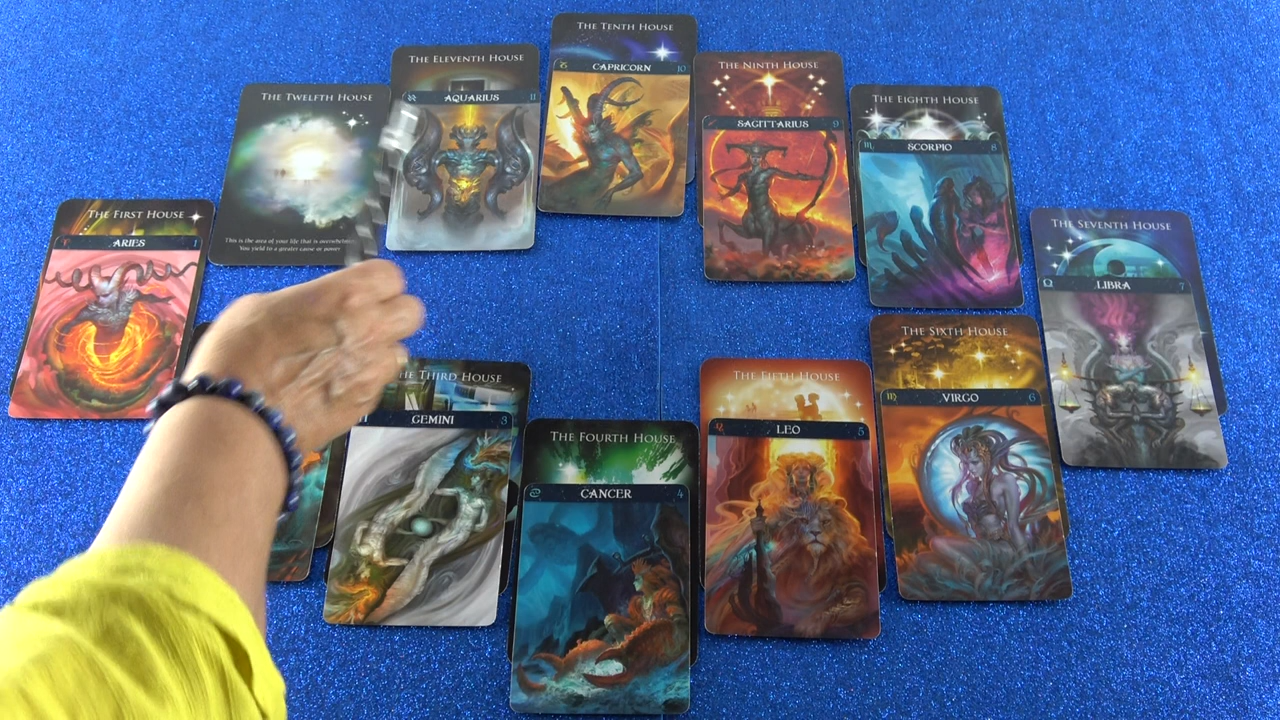 THE TENTH HOUSE
CAPRICORN 10
THE ELEVENTH HOUSE
AQUARIUS 11
THE NINTH HOUSE
SAGITTARIUS 9
THE TWELFTH HOUSE
This is the area of your life that is overwhelming
You yield to a greater cause or power
THE EIGHTH HOUSE
SCORPIO 8
THE FIRST HOUSE
ARIES 1
THE SEVENTH HOUSE
LIBRA 7
THE SIXTH HOUSE
VIRGO 6
THE THIRD HOUSE
GEMINI 3
THE FIFTH HOUSE
LEO 5
THE FOURTH HOUSE
CANCER 4